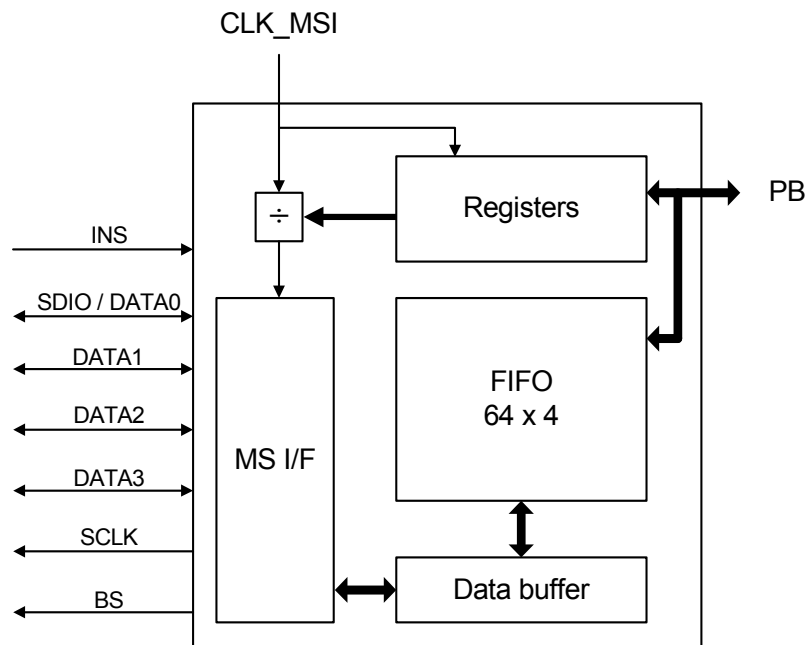 CLK_MSI
Registers
PB
÷
INS
SDIO / DATA0
DATA1
DATA2
DATA3
SCLK
BS
MS I/F
FIFO
64 x 4
Data buffer